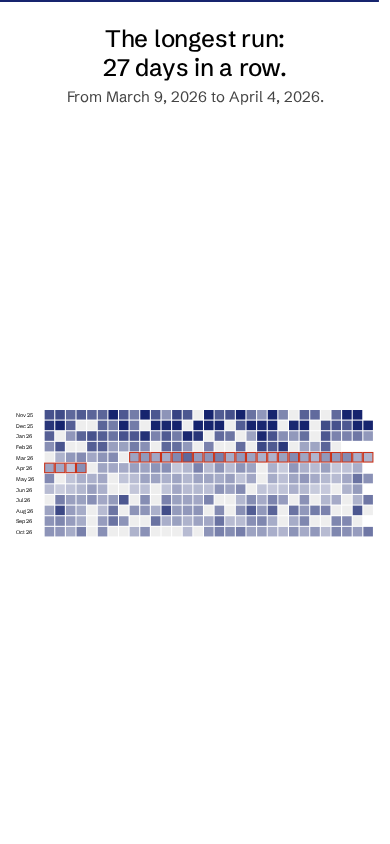 The longest run:
27 days in a row.
From March 9, 2026 to April 4, 2026.
Nov 25
Dec 25
Jan 26
Feb 26
Mar 26
Apr 26
May 26
Jun 26
Jul 26
Aug 26
Sep 26
Oct 26